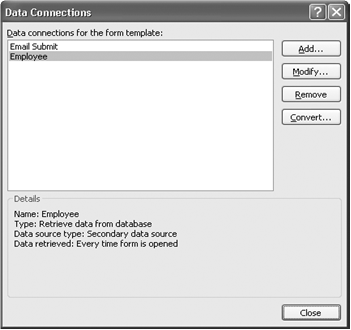 Data Connections
Data connections for the form template:
Email Submit
Employee
Add...
Modify...
Remove
Convert...
Details
Name: Employee
Type: Retrieve data from database
Data source type: Secondary data source
Data retrieved: Every time form is opened
Close